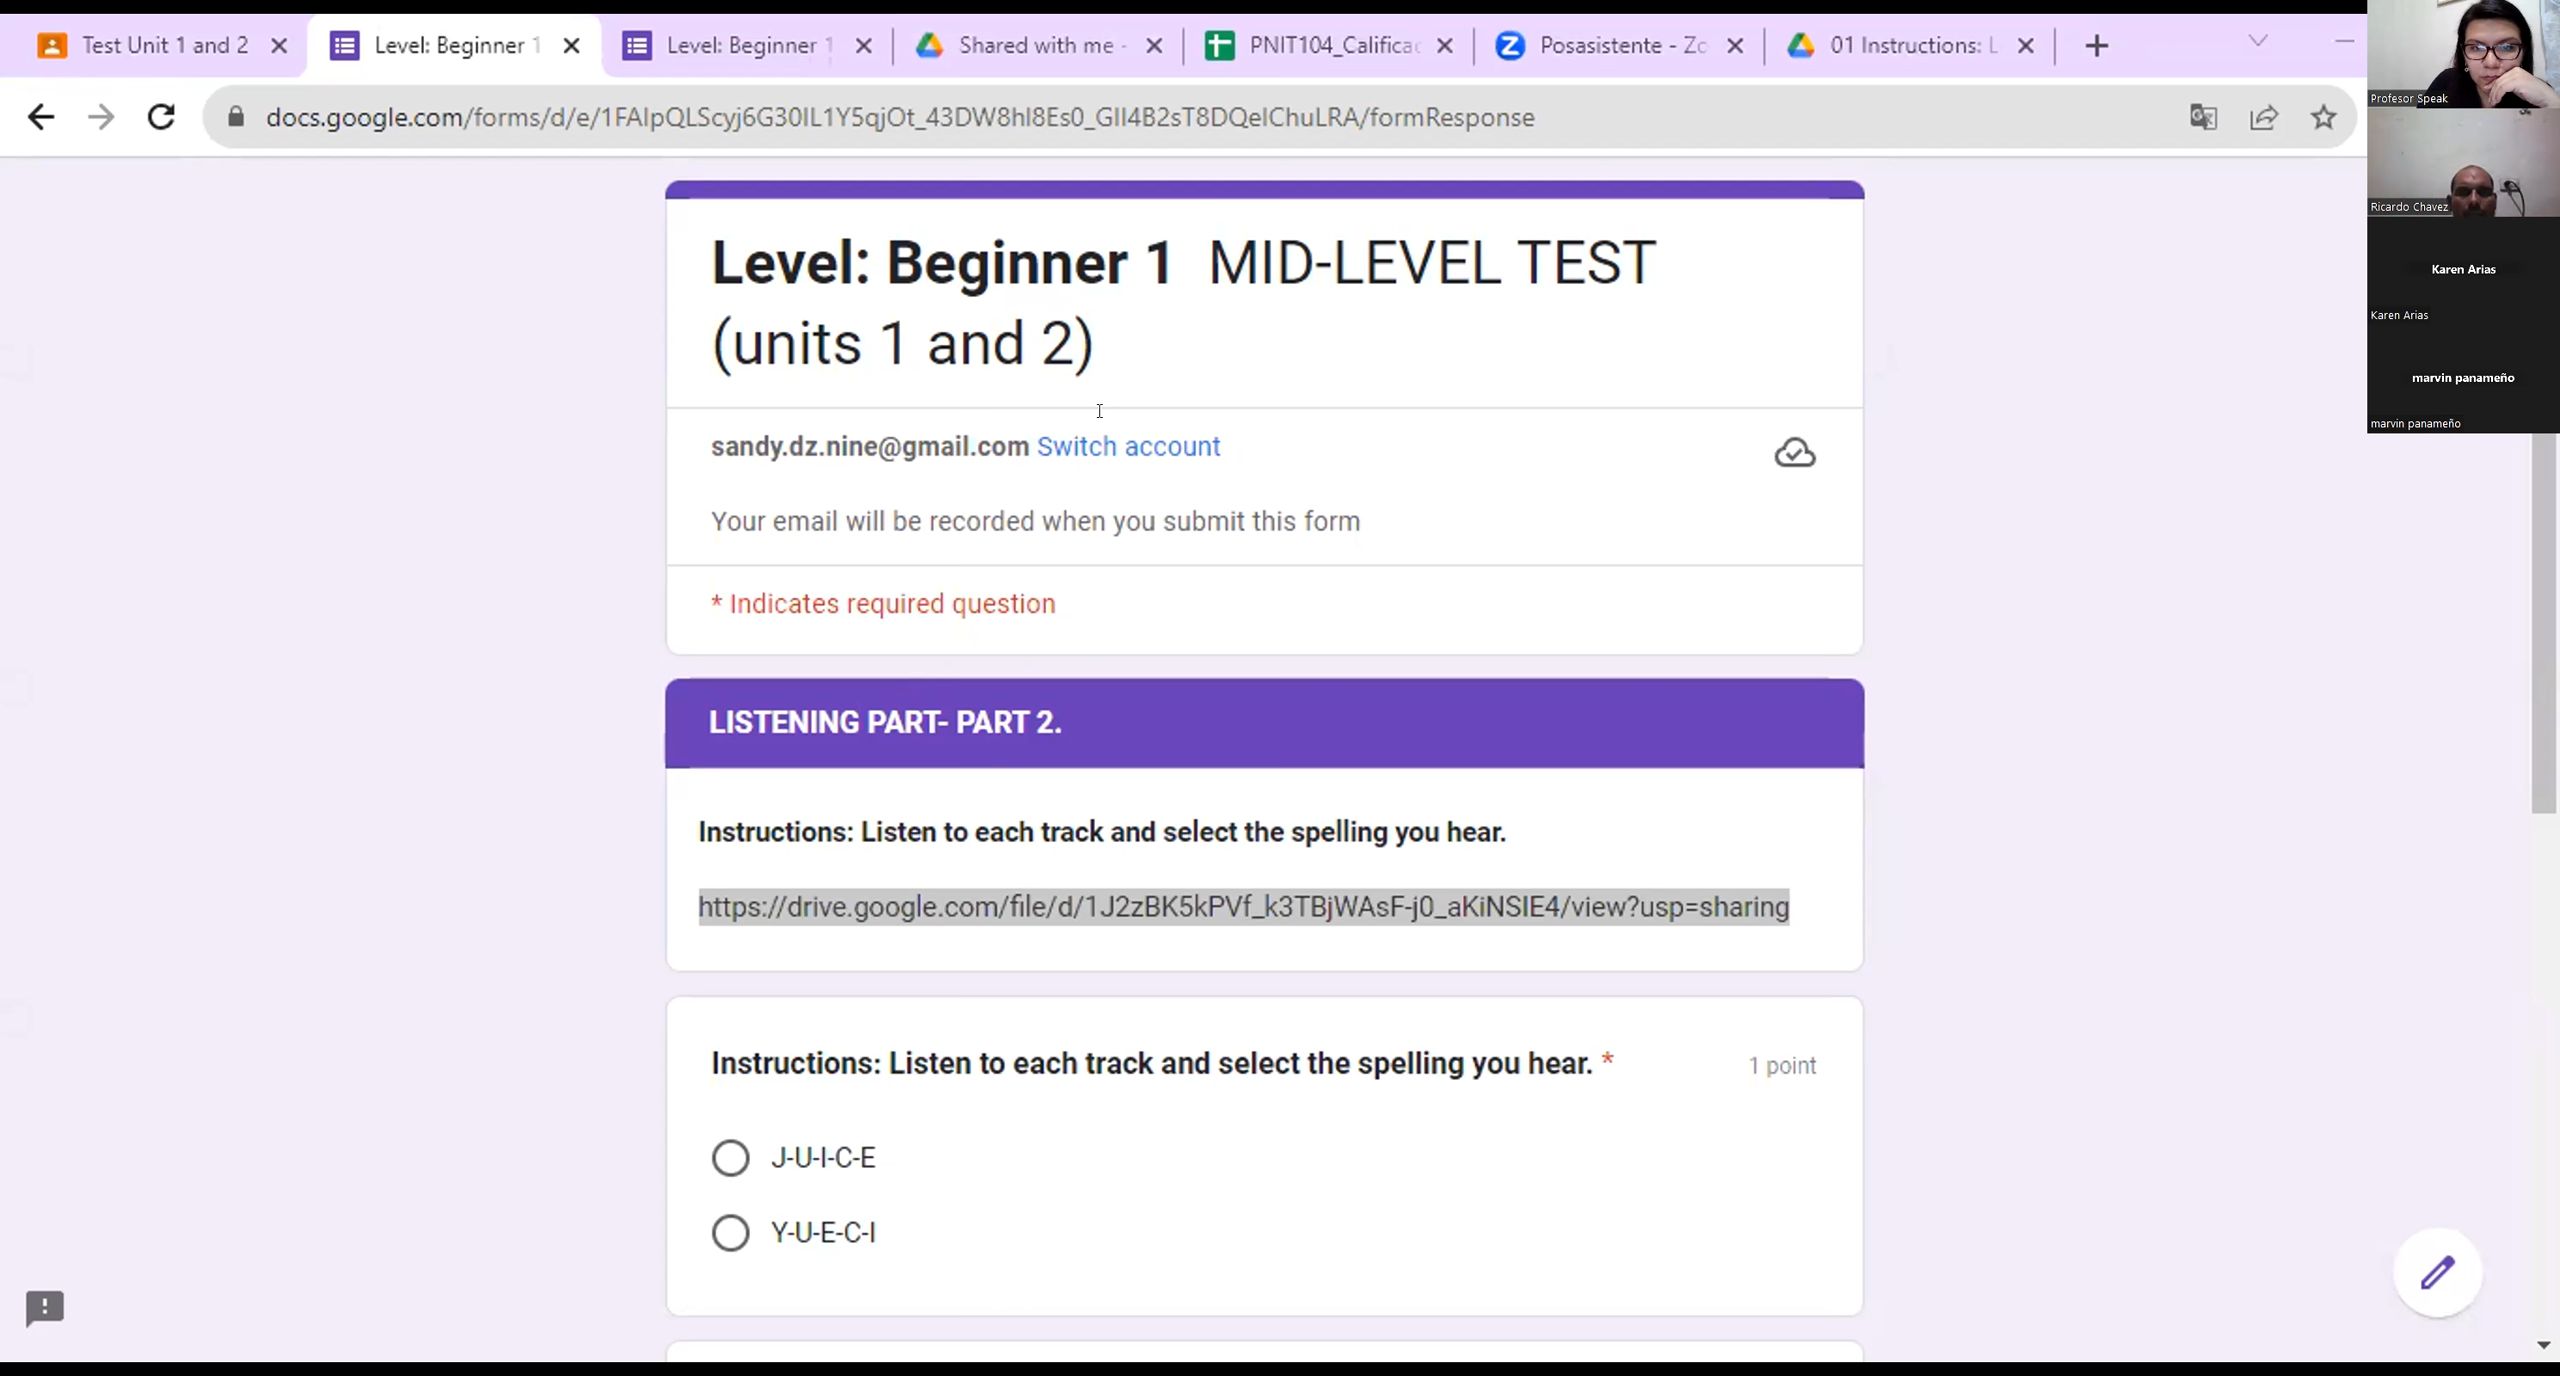 Test Unit 1 and 2
Level: Beginner 1
Level: Beginner 1
Shared with me -
PNIT104_Califica
Posasistente - Zo
01 Instructions: L
docs.google.com/forms/d/e/1FAIpQLScyj6G30IL1Y5qjOt_43DW8hI8Es0_GII4B2sT8DQeIChuLRA/formResponse
Profesor Speak
Ricardo Chavez
Karen Arias
Karen Arias
marvin panameño
marvin panameño
Level: Beginner 1 MID-LEVEL TEST
(units 1 and 2)
sandy.dz.nine@gmail.com Switch account
Your email will be recorded when you submit this form
* Indicates required question
LISTENING PART- PART 2.
Instructions: Listen to each track and select the spelling you hear.
https://drive.google.com/file/d/1J2zBK5kPVf_k3TBjWAsF-j0_aKiNSIE4/view?usp=sharing
Instructions: Listen to each track and select the spelling you hear. *
1 point
J-U-I-C-E
Y-U-E-C-I